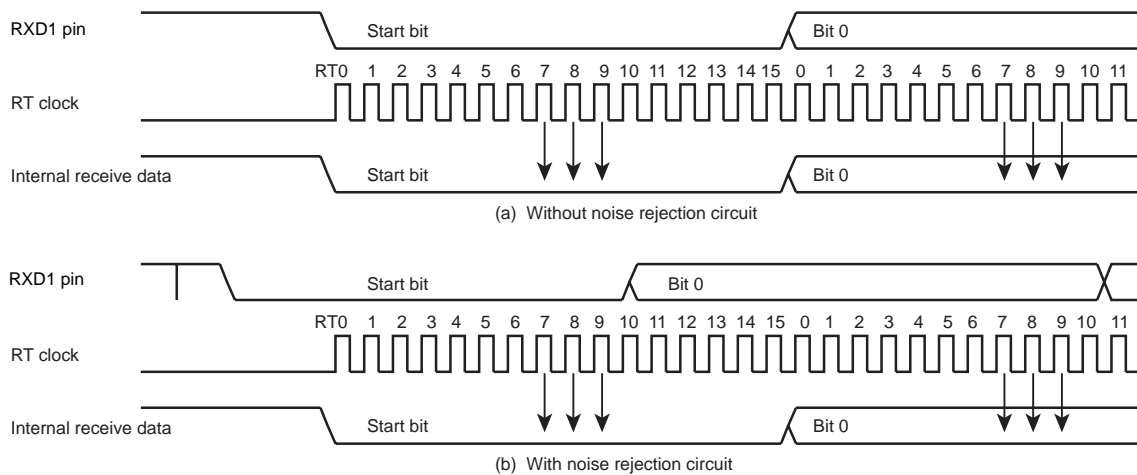 RXD1 pin
Start bit
Bit 0
RT0 1 2 3 4 5 6 7 8 9 10 11 12 13 14 15 0 1 2 3 4 5 6 7 8 9 10 11
RT clock
Internal receive data
Start bit
Bit 0
(a) Without noise rejection circuit
RXD1 pin
Start bit
Bit 0
RT0 1 2 3 4 5 6 7 8 9 10 11 12 13 14 15 0 1 2 3 4 5 6 7 8 9 10 11
RT clock
Internal receive data
Start bit
Bit 0
(b) With noise rejection circuit